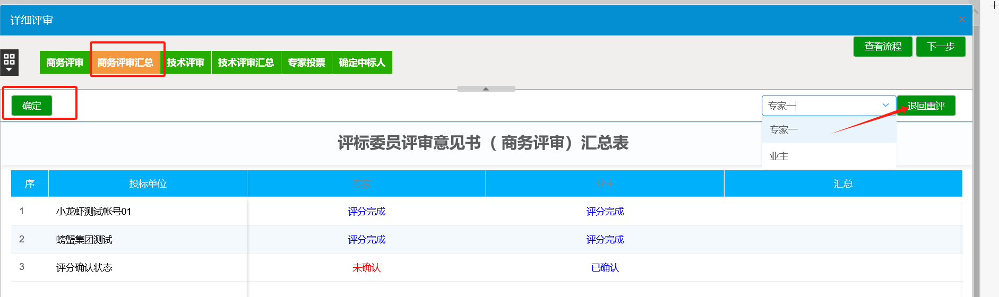 详细评审
查看流程 下一步
商务评审 商务评审汇总 技术评审 技术评审汇总 专家投票 确定中标人
确定 专家一 退回重评
专家一
业主
评标委员评审意见书（商务评审）汇总表
序 投标单位 专家 业主 汇总
1 小龙虾测试帐号01 评分完成 评分完成
2 螃蟹集团测试 评分完成 评分完成
3 评分确认状态 未确认 已确认